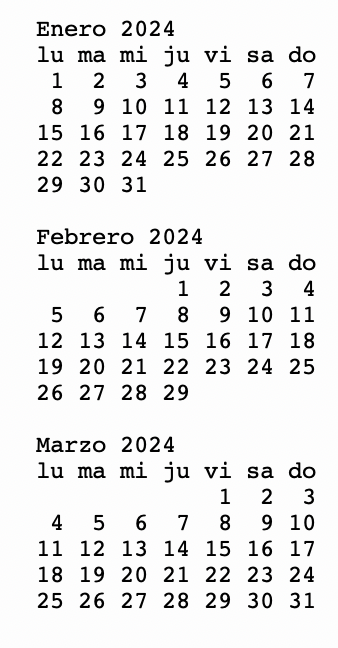 Enero 2024
lu ma mi ju vi sa do
 1  2  3  4  5  6  7
 8  9 10 11 12 13 14
15 16 17 18 19 20 21
22 23 24 25 26 27 28
29 30 31

Febrero 2024
lu ma mi ju vi sa do
          1  2  3  4
 5  6  7  8  9 10 11
12 13 14 15 16 17 18
19 20 21 22 23 24 25
26 27 28 29

Marzo 2024
lu ma mi ju vi sa do
             1  2  3
 4  5  6  7  8  9 10
11 12 13 14 15 16 17
18 19 20 21 22 23 24
25 26 27 28 29 30 31